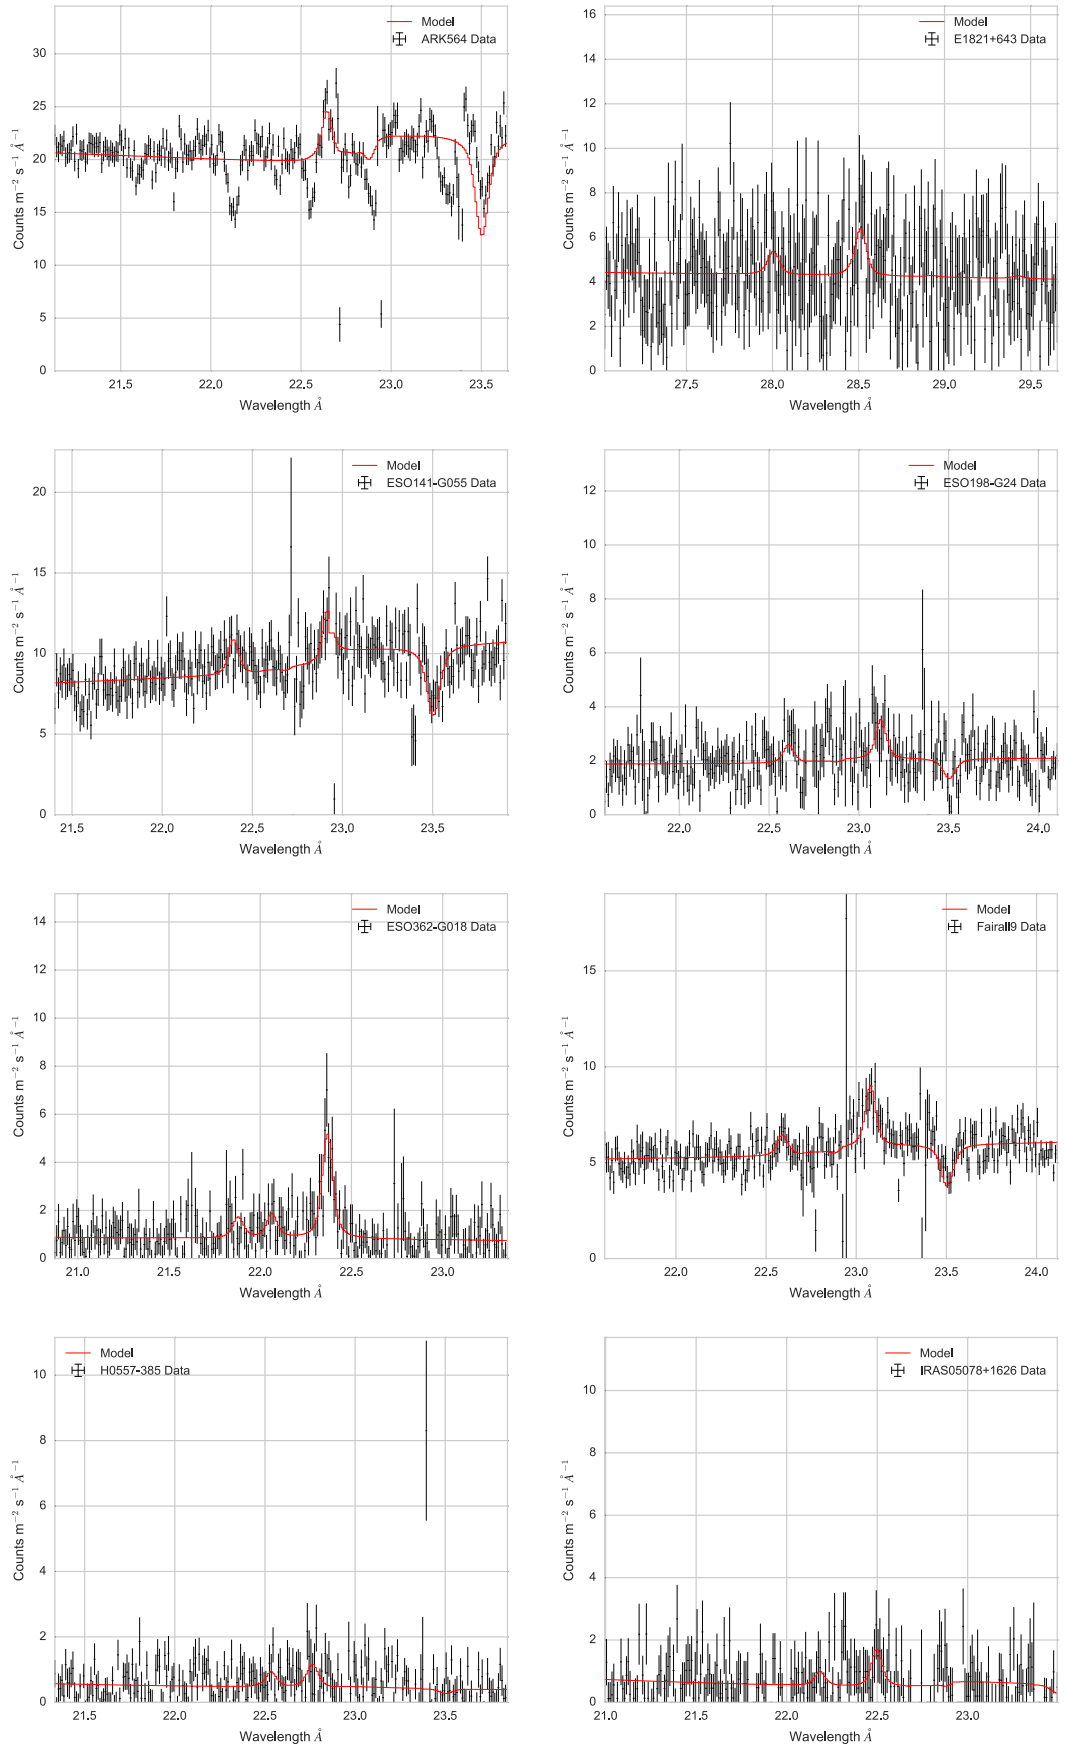 Model
ARK564 Data
30
25
20
15
10
5
0
21.5 22.0 22.5 23.0 23.5
Wavelength Å
Counts m⁻² s⁻¹ Å⁻¹
Model
E1821+643 Data
16
14
12
10
8
6
4
2
0
27.5 28.0 28.5 29.0 29.5
Wavelength Å
Counts m⁻² s⁻¹ Å⁻¹
Model
ESO141-G055 Data
20
15
10
5
0
21.5 22.0 22.5 23.0 23.5
Wavelength Å
Counts m⁻² s⁻¹ Å⁻¹
Model
ESO198-G24 Data
12
10
8
6
4
2
0
22.0 22.5 23.0 23.5 24.0
Wavelength Å
Counts m⁻² s⁻¹ Å⁻¹
Model
ESO362-G018 Data
14
12
10
8
6
4
2
0
21.0 21.5 22.0 22.5 23.0
Wavelength Å
Counts m⁻² s⁻¹ Å⁻¹
Model
Fairall9 Data
15
10
5
0
22.0 22.5 23.0 23.5 24.0
Wavelength Å
Counts m⁻² s⁻¹ Å⁻¹
Model
H0557-385 Data
10
8
6
4
2
0
21.5 22.0 22.5 23.0 23.5
Wavelength Å
Counts m⁻² s⁻¹ Å⁻¹
Model
IRAS05078+1626 Data
10
8
6
4
2
0
21.0 21.5 22.0 22.5 23.0
Wavelength Å
Counts m⁻² s⁻¹ Å⁻¹